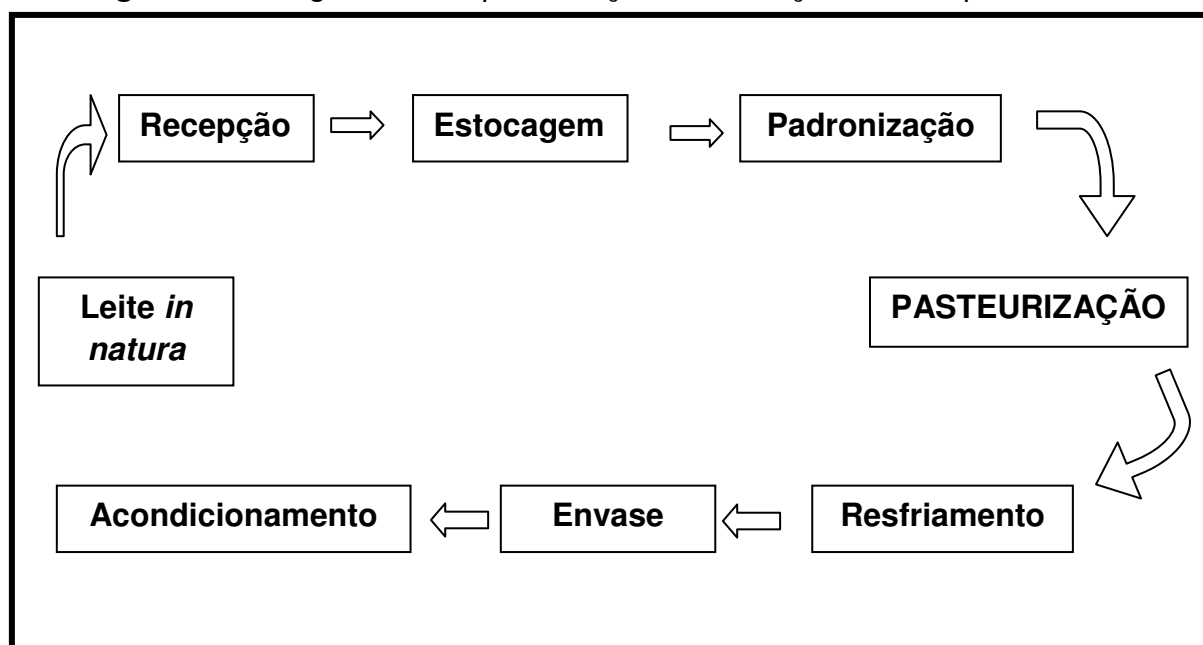 Recepção
Estocagem
Padronização
Leite in
natura
PASTEURIZAÇÃO
Acondicionamento
Envase
Resfriamento